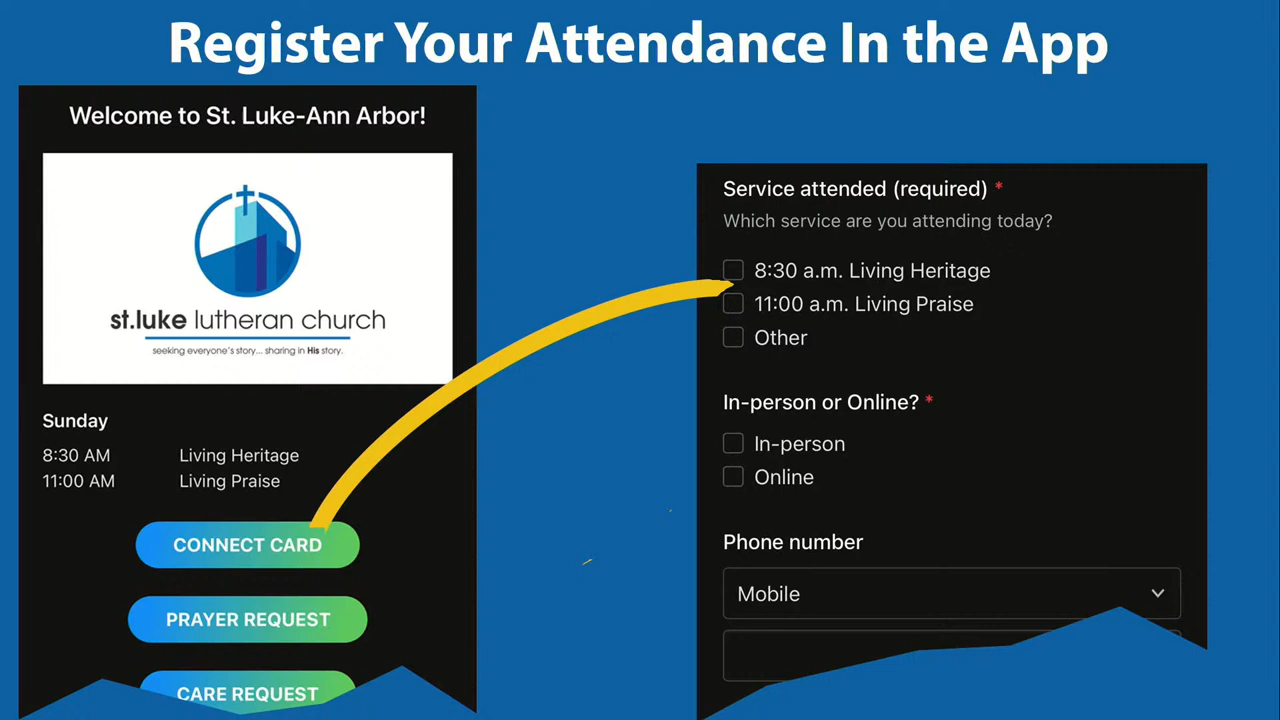 Register Your Attendance In the App
Welcome to St. Luke-Ann Arbor!
st.luke lutheran church
seeking everyone's story... sharing in His story.
Sunday
8:30 AM Living Heritage
11:00 AM Living Praise
CONNECT CARD
PRAYER REQUEST
CARE REQUEST
Service attended (required) *
Which service are you attending today?
8:30 a.m. Living Heritage
11:00 a.m. Living Praise
Other
In-person or Online? *
In-person
Online
Phone number
Mobile